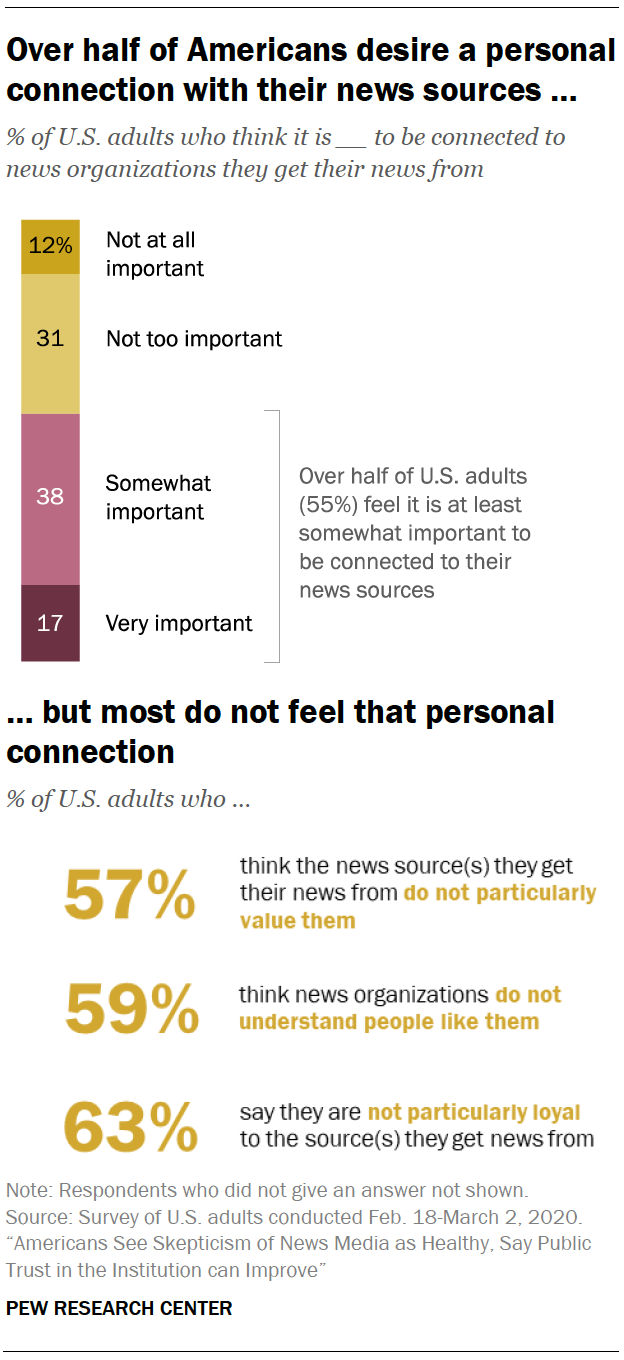 Over half of Americans desire a personal
connection with their news sources ...
% of U.S. adults who think it is __ to be connected to
news organizations they get their news from
12%
Not at all
important
31
Not too important
38
Somewhat
important
Over half of U.S. adults
(55%) feel it is at least
somewhat important to
be connected to their
news sources
17
Very important
... but most do not feel that personal
connection
% of U.S. adults who ...
57%
think the news source(s) they get
their news from do not particularly
value them
59%
think news organizations do not
understand people like them
63%
say they are not particularly loyal
to the source(s) they get news from
Note: Respondents who did not give an answer not shown.
Source: Survey of U.S. adults conducted Feb. 18-March 2, 2020.
“Americans See Skepticism of News Media as Healthy, Say Public
Trust in the Institution can Improve”
PEW RESEARCH CENTER